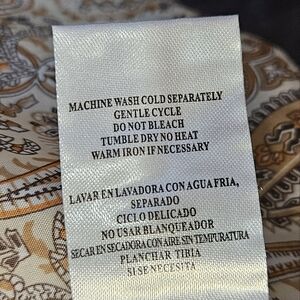 MACHINE WASH COLD SEPARATELY
GENTLE CYCLE
DO NOT BLEACH
TUMBLE DRY NO HEAT
WARM IRON IF NECESSARY
LAVAR EN LAVADORA CON AGUA FRIA,
SEPARADO
CICLO DELICADO
NO USAR BLANQUEADOR
SECAR EN SECADORA CON AIRE SIN TEMPURATURA
PLANCHAR TIBIA
SI SE NECESITA